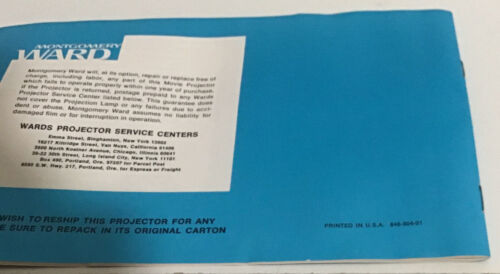 MONTGOMERY
WARD
Montgomery Ward will, at its option, repair or replace free of
charge, including labor, any part of this Movie Projector
which fails to operate properly within one year of purchase,
if the Projector is returned, postage prepaid to any Wards
Projector Service Center listed below. This guarantee does
not cover the Projection Lamp or any failures due to acci-
dent or abuse. Montgomery Ward assumes no liability for
damaged film or for interruption in operation.
WARDS PROJECTOR SERVICE CENTERS
Emma Street, Binghamton, New York
16217 Kittridge Street, Van Nuys, California 91406
2600 North Kostner Avenue, Chicago, Illinois
30th Street, Long Island City, New York 11101
Box 490, Portland, Ore. 97207 for Parcel Post
S.W. Hwy. 217, Portland, Ore. for Express or Freight
WISH TO RESHIP THIS PROJECTOR FOR ANY
E SURE TO REPACK IN ITS ORIGINAL CARTON
PRINTED IN U.S.A.